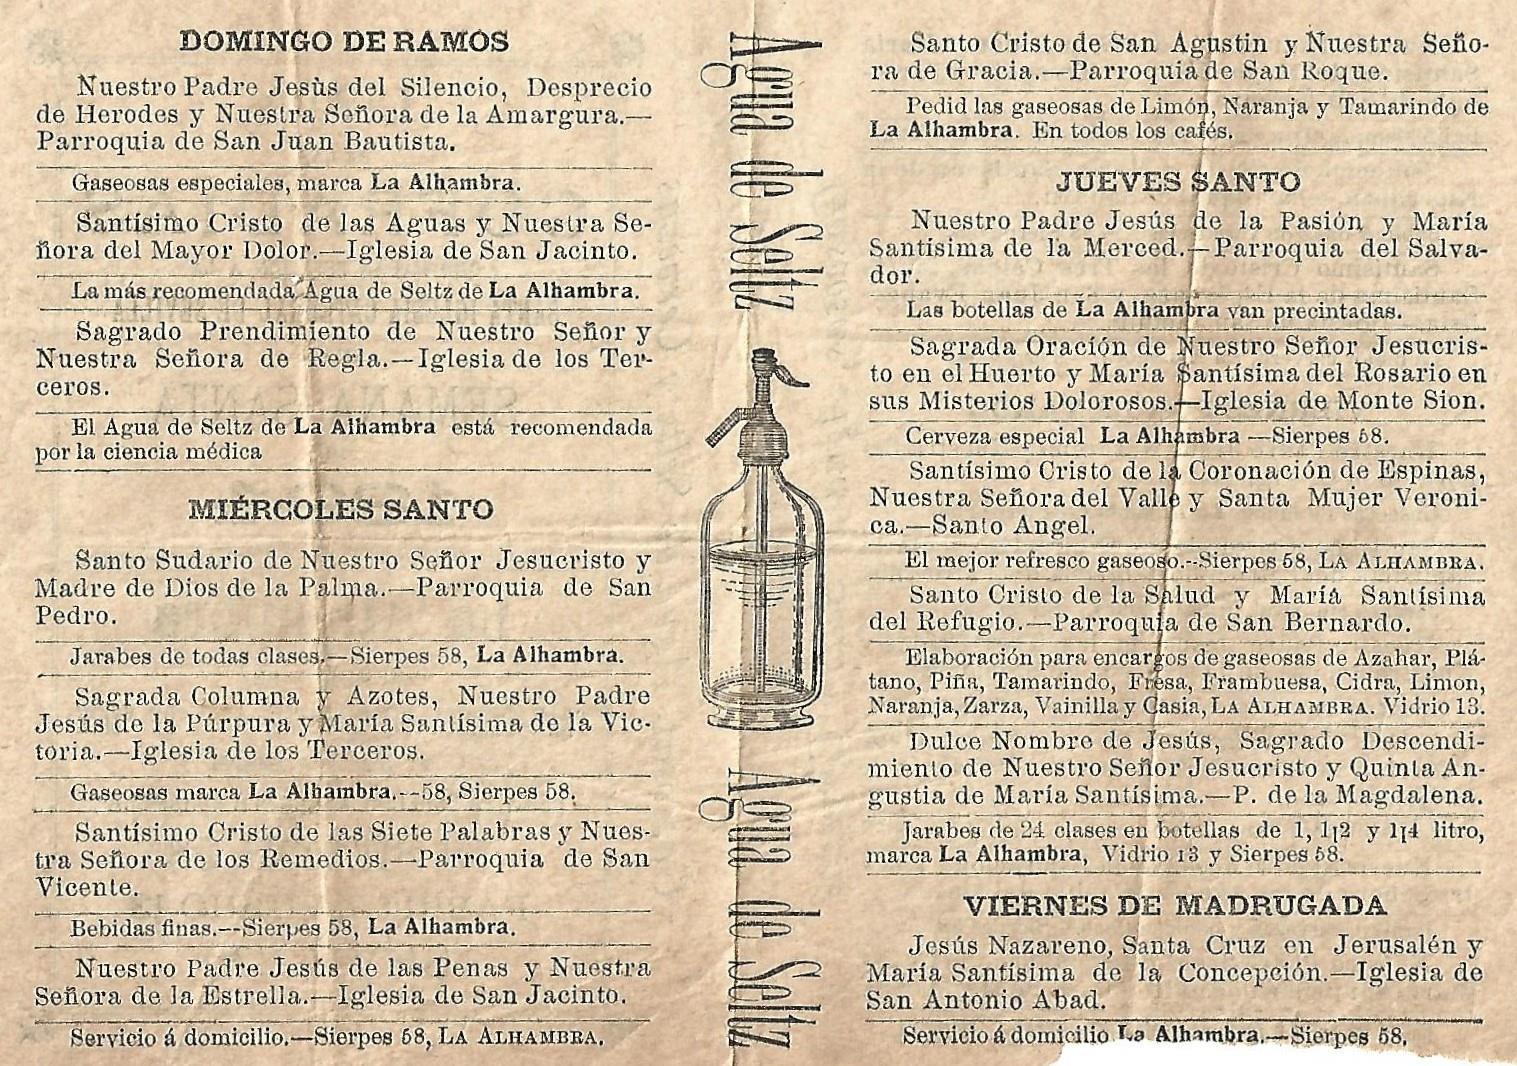 DOMINGO DE RAMOS
Nuestro Padre Jesùs del Silencio, Desprecio
de Herodes y Nuestra Señora de la Amargura.—
Parroquia de San Juan Bautista.
Gaseosas especiales, marca La Alhambra.
Santísimo Cristo de las Aguas y Nuestra Se-
ñora del Mayor Dolor.—Iglesia de San Jacinto.
La más recomendada Agua de Seltz de La Alhambra.
Sagrado Prendimiento de Nuestro Señor y
Nuestra Señora de Regla.—Iglesia de los Ter-
ceros.
El Agua de Seltz de La Alhambra está recomendada
por la ciencia médica
MIÉRCOLES SANTO
Santo Sudario de Nuestro Señor Jesucristo y
Madre de Dios de la Palma.—Parroquia de San
Pedro.
Jarabes de todas clases.—Sierpes 58, La Alhambra.
Sagrada Columna y Azotes, Nuestro Padre
Jesús de la Púrpura y María Santísima de la Vic-
toria.—Iglesia de los Terceros.
Gaseosas marca La Alhambra.--58, Sierpes 58.
Santísimo Cristo de las Siete Palabras y Nues-
tra Señora de los Remedios.—Parroquia de San
Vicente.
Bebidas finas.--Sierpes 58, La Alhambra.
Nuestro Padre Jesús de las Penas y Nuestra
Señora de la Estrella.—Iglesia de San Jacinto.
Servicio á domicilio.—Sierpes 58, LA ALHAMBRA.
Agua de Seltz
Agua de Seltz
Santo Cristo de San Agustin y Nuestra Seño-
ra de Gracia.—Parroquia de San Roque.
Pedid las gaseosas de Limón, Naranja y Tamarindo de
La Alhambra. En todos los cafés.
JUEVES SANTO
Nuestro Padre Jesús de la Pasión y María
Santísima de la Merced.—Parroquia del Salva-
dor.
Las botellas de La Alhambra van precintadas.
Sagrada Oración de Nuestro Señor Jesucris-
to en el Huerto y María Santísima del Rosario en
sus Misterios Dolorosos.—Iglesia de Monte Sion.
Cerveza especial La Alhambra —Sierpes 58.
Santísimo Cristo de la Coronación de Espinas,
Nuestra Señora del Valle y Santa Mujer Veroni-
ca.—Santo Angel.
El mejor refresco gaseoso.--Sierpes 58, LA ALHAMBRA.
Santo Cristo de la Salud y Maríá Santísima
del Refugio.—Parroquia de San Bernardo.
Elaboración para encargos de gaseosas de Azahar, Plá-
tano, Piña, Tamarindo, Fresa, Frambuesa, Cidra, Limon,
Naranja, Zarza, Vainilla y Casia, LA ALHAMBRA. Vidrio 13.
Dulce Nombre de Jesús, Sagrado Descendi-
miento de Nuestro Señor Jesucristo y Quinta An-
gustia de María Santísima.—P. de la Magdalena.
Jarabes de 24 clases en botellas de 1, 1¡2 y 1¡4 litro,
marca La Alhambra, Vidrio 13 y Sierpes 58.
VIERNES DE MADRUGADA
Jesús Nazareno, Santa Cruz en Jerusalén y
María Santísima de la Concepción.—Iglesia de
San Antonio Abad.
Servicio á domicilio La Alhambra.—Sierpes 58,